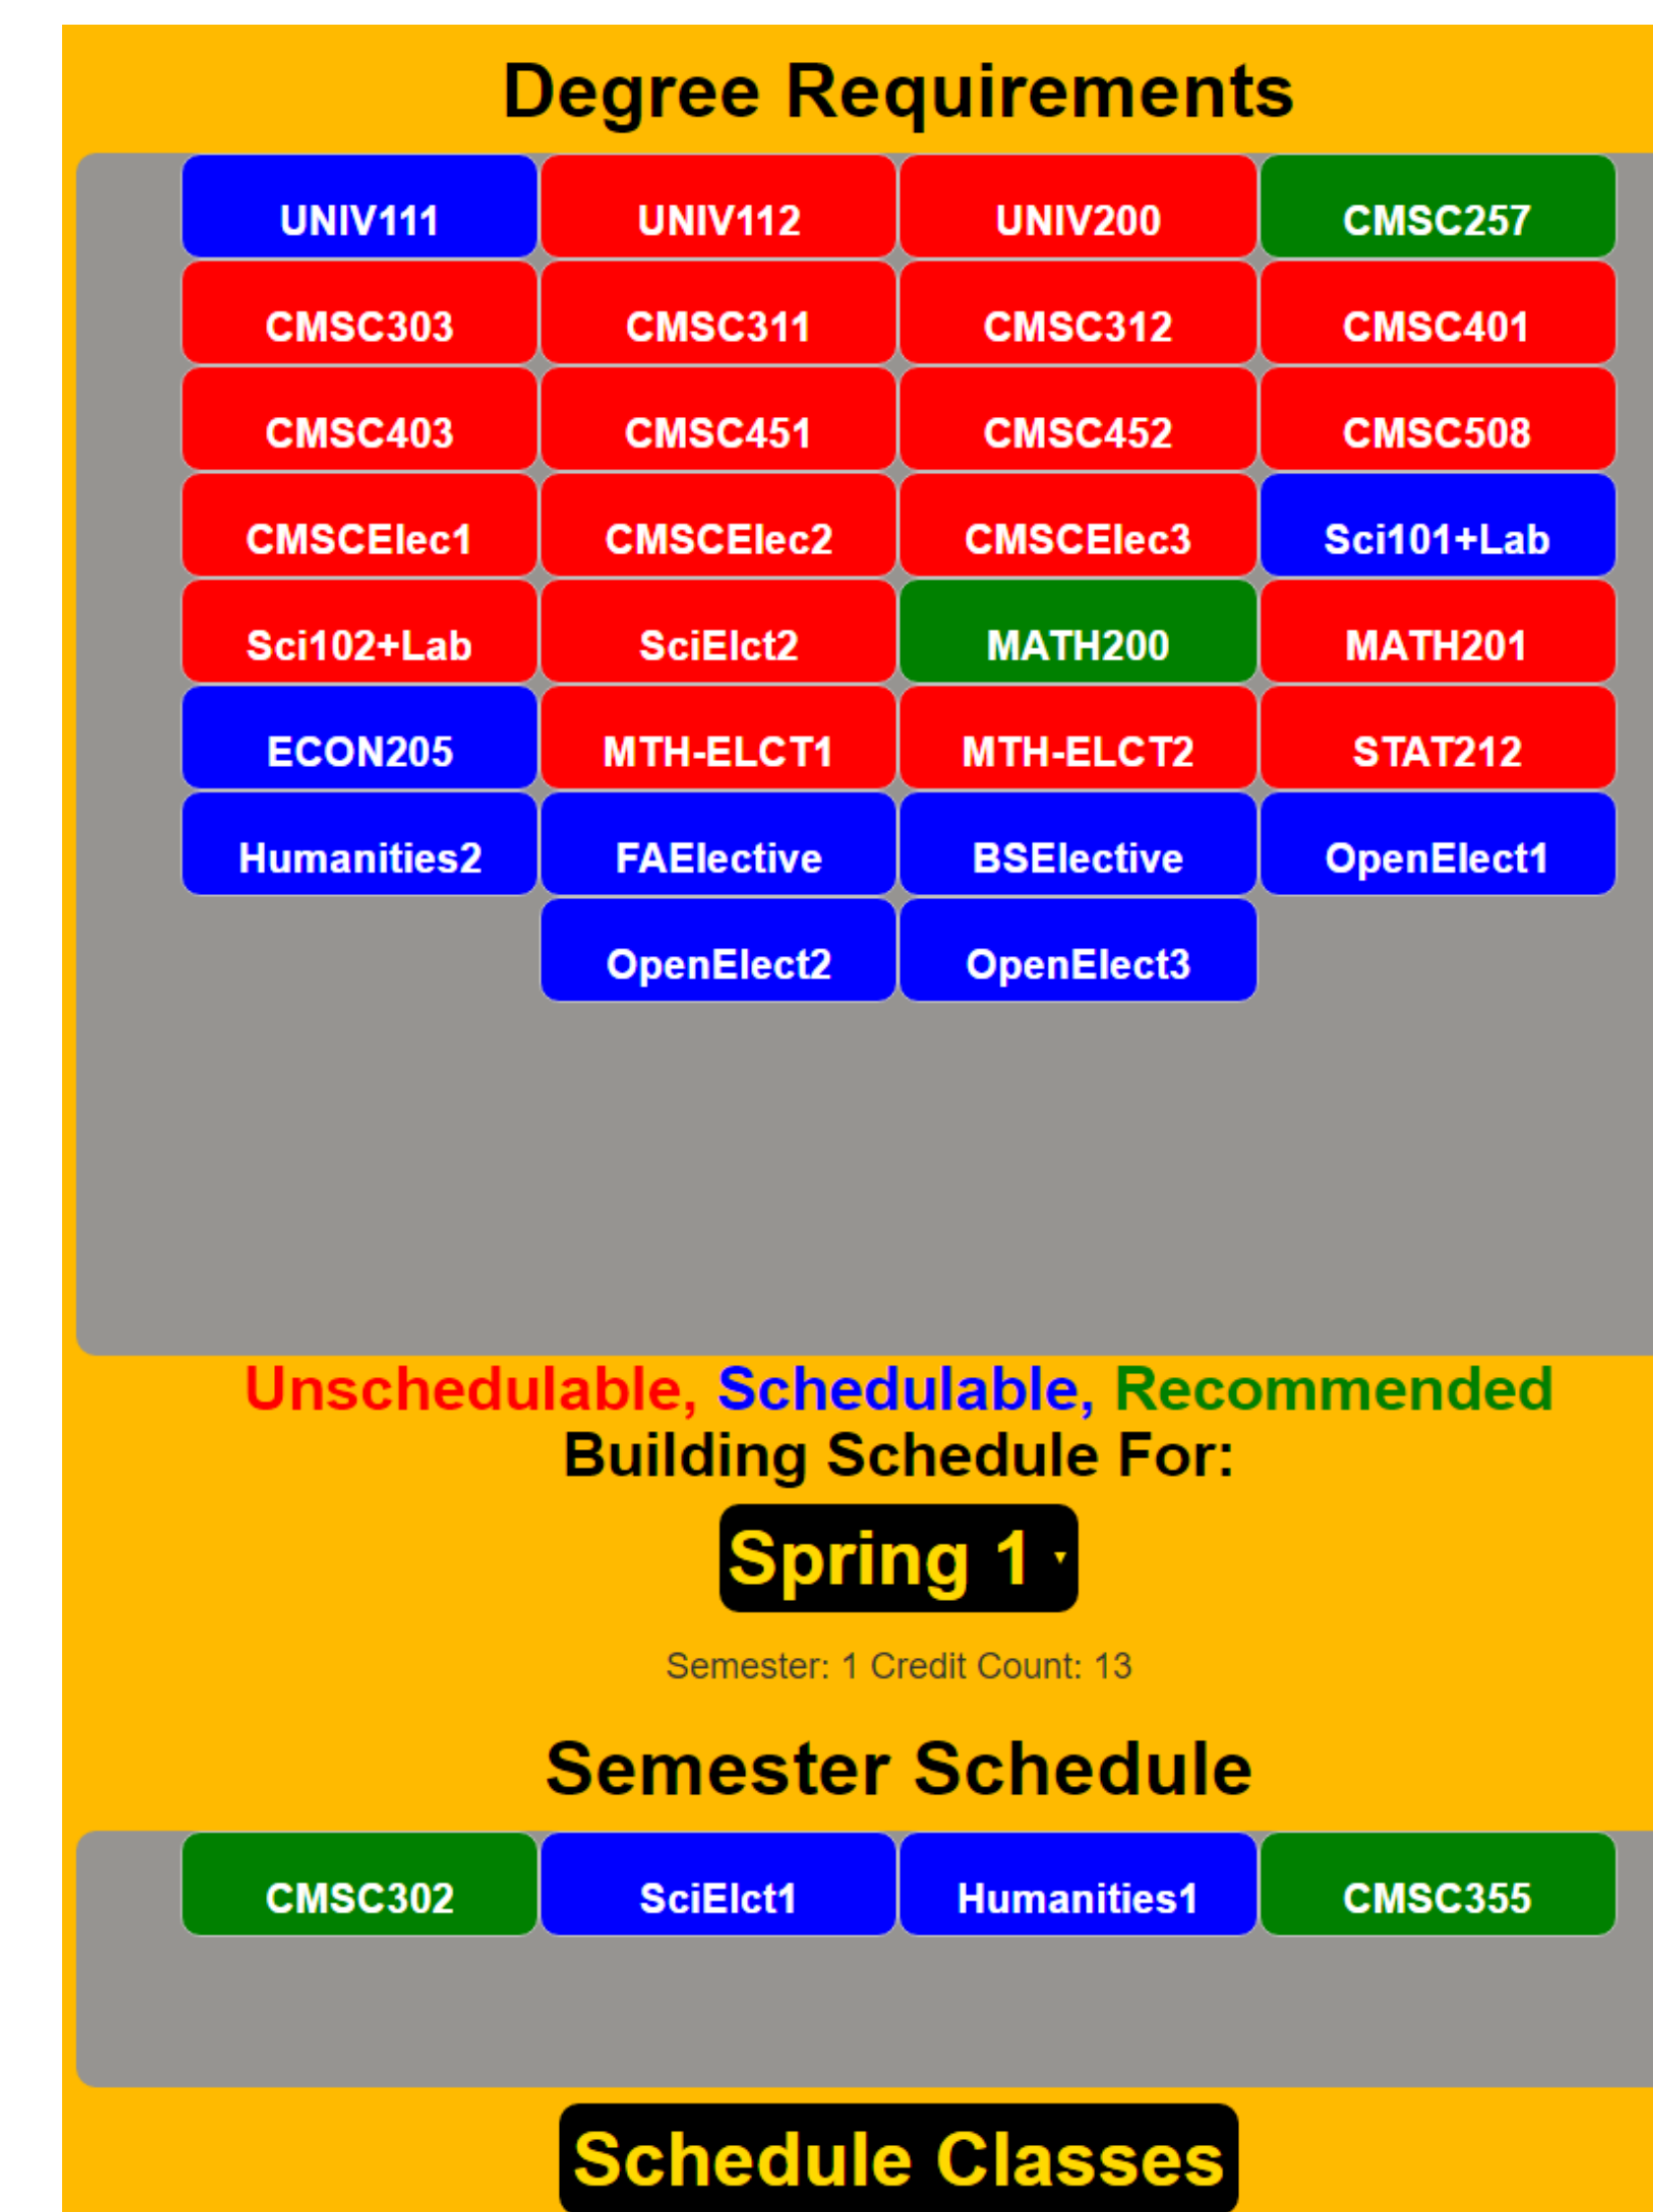 Degree Requirements
UNIV111 UNIV112 UNIV200 CMSC257
CMSC303 CMSC311 CMSC312 CMSC401
CMSC403 CMSC451 CMSC452 CMSC508
CMSCElec1 CMSCElec2 CMSCElec3 Sci101+Lab
Sci102+Lab SciElct2 MATH200 MATH201
ECON205 MTH-ELCT1 MTH-ELCT2 STAT212
Humanities2 FAElective BSElective OpenElect1
OpenElect2 OpenElect3
Unschedulable, Schedulable, Recommended
Building Schedule For:
Spring 1
Semester: 1 Credit Count: 13
Semester Schedule
CMSC302 SciElct1 Humanities1 CMSC355
Schedule Classes